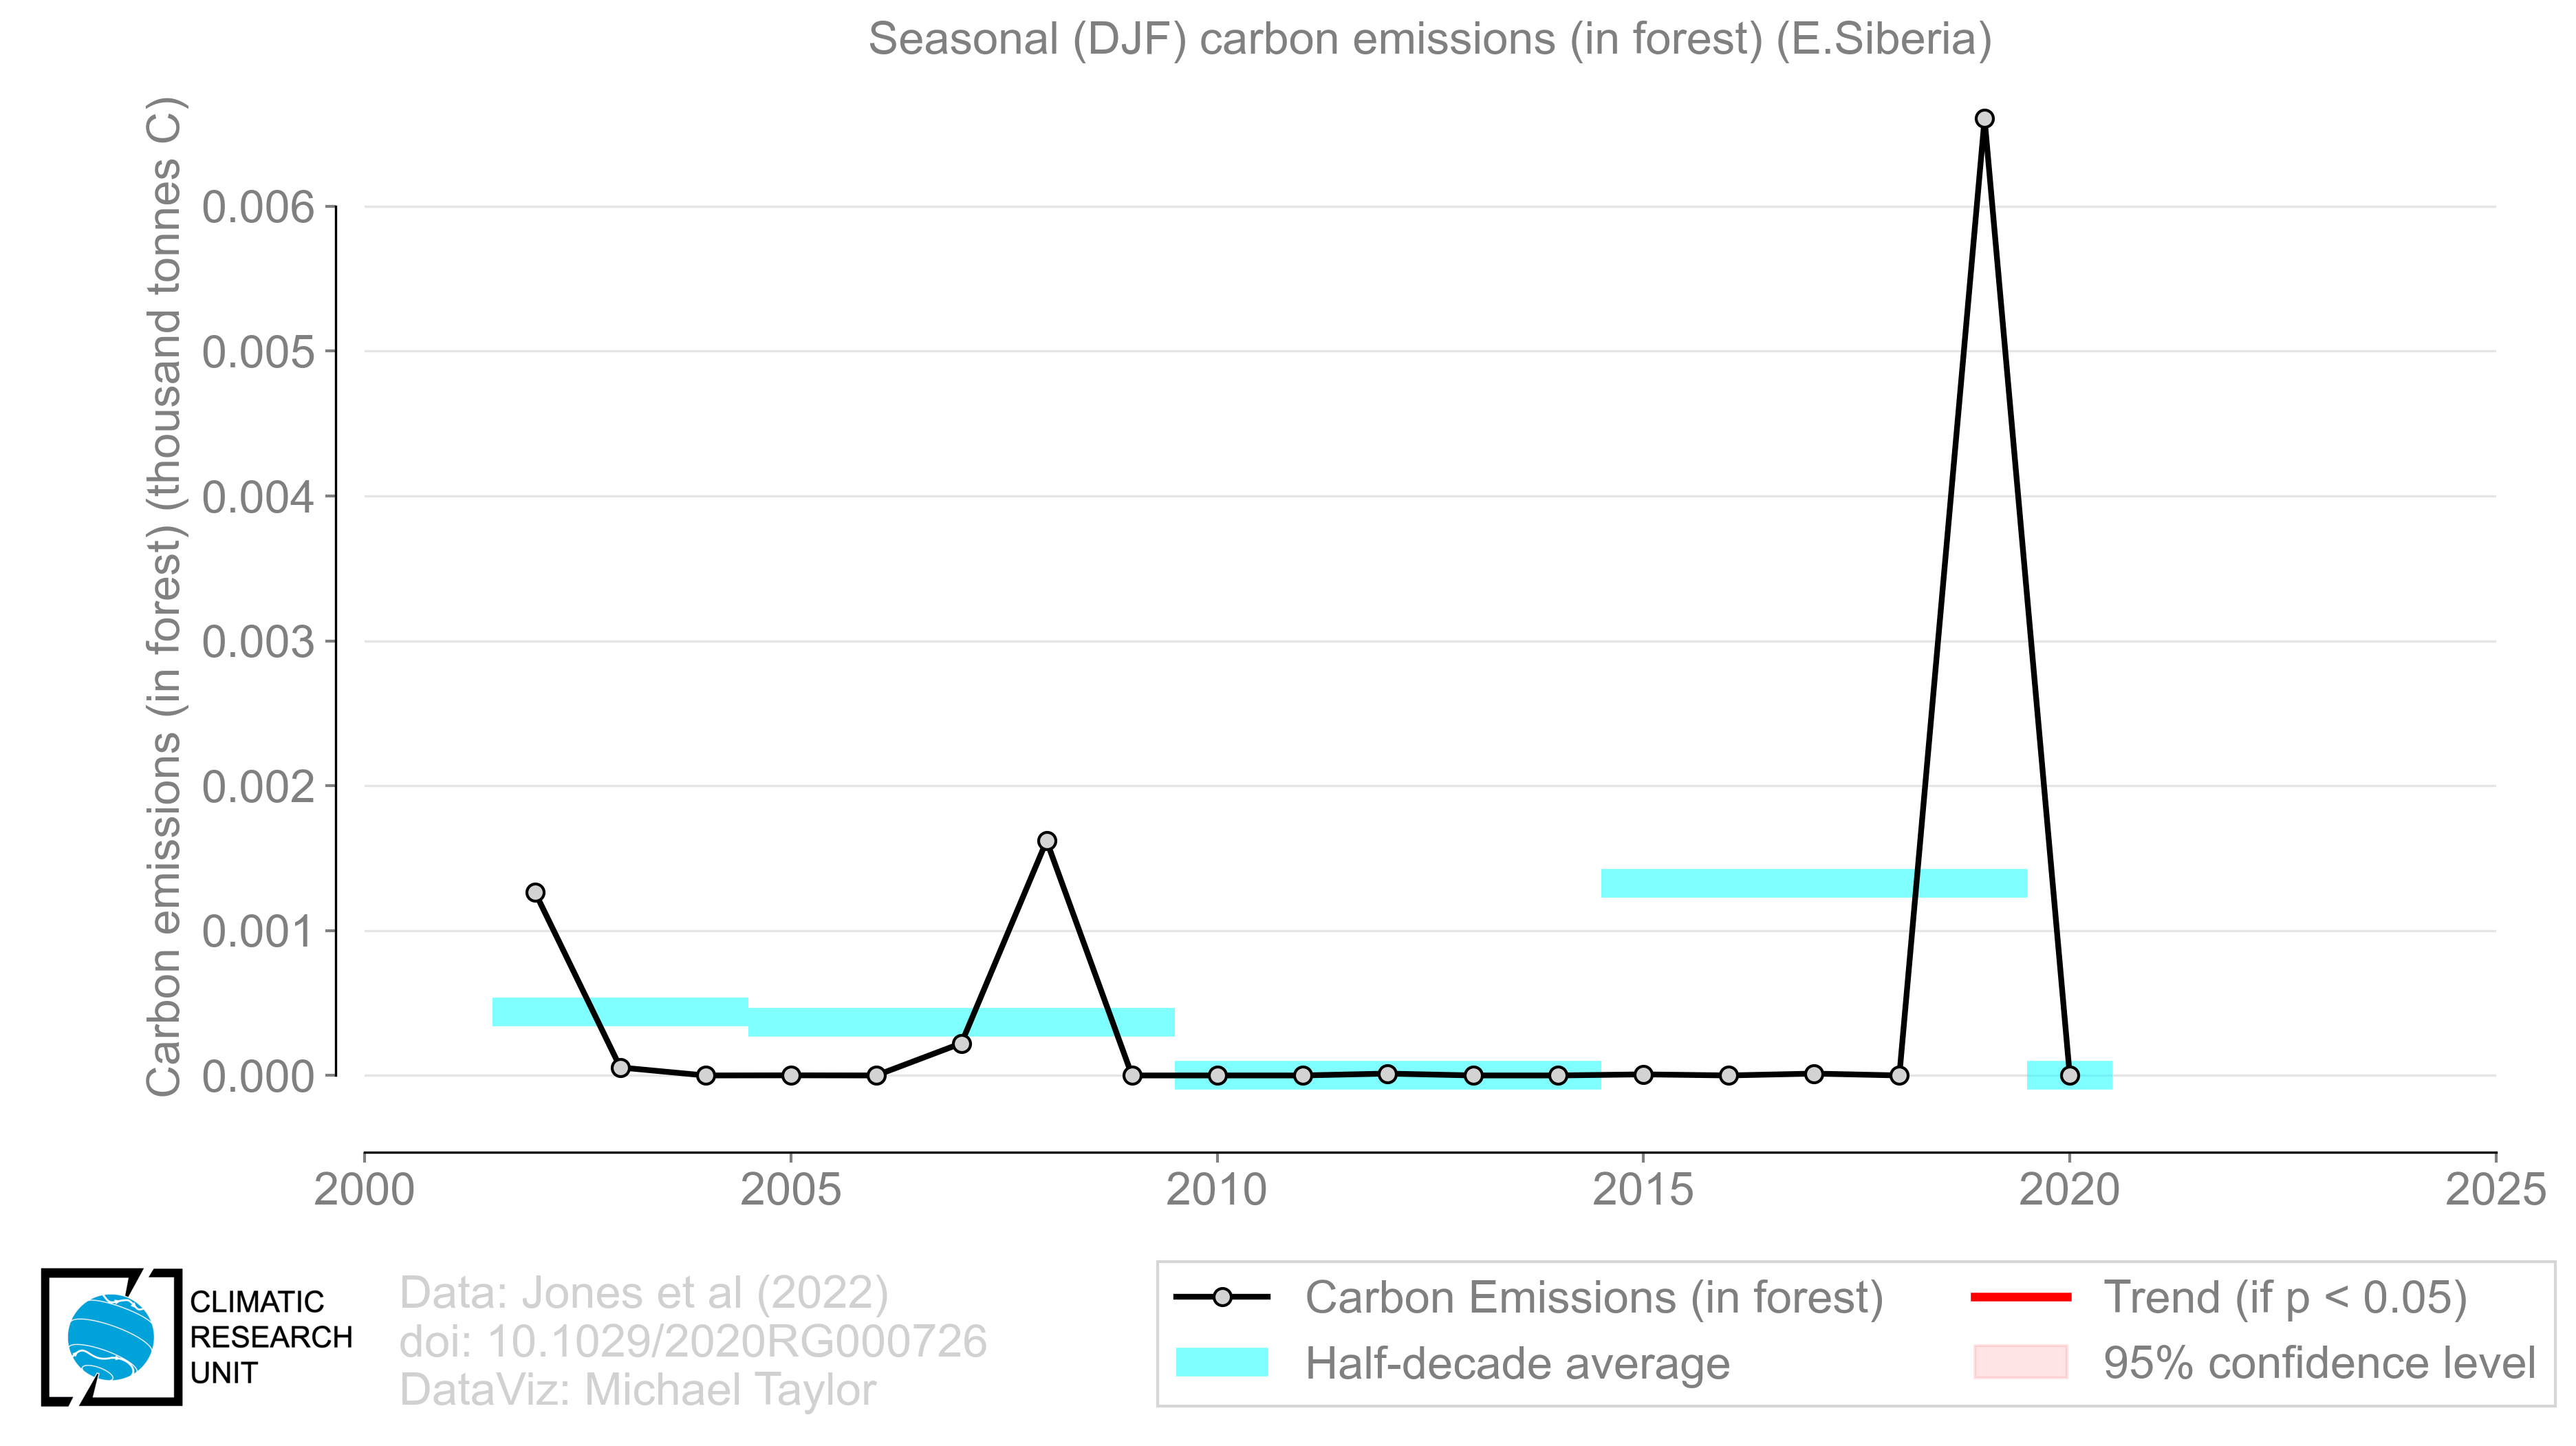 Seasonal (DJF) carbon emissions (in forest) (E.Siberia)
Carbon emissions (in forest) (thousand tonnes C)
0.006
0.005
0.004
0.003
0.002
0.001
0.000
2000
2005
2010
2015
2020
2025
CLIMATIC
RESEARCH
UNIT
Data: Jones et al (2022)
doi: 10.1029/2020RG000726
DataViz: Michael Taylor
Carbon Emissions (in forest)
Half-decade average
Trend (if p < 0.05)
95% confidence level